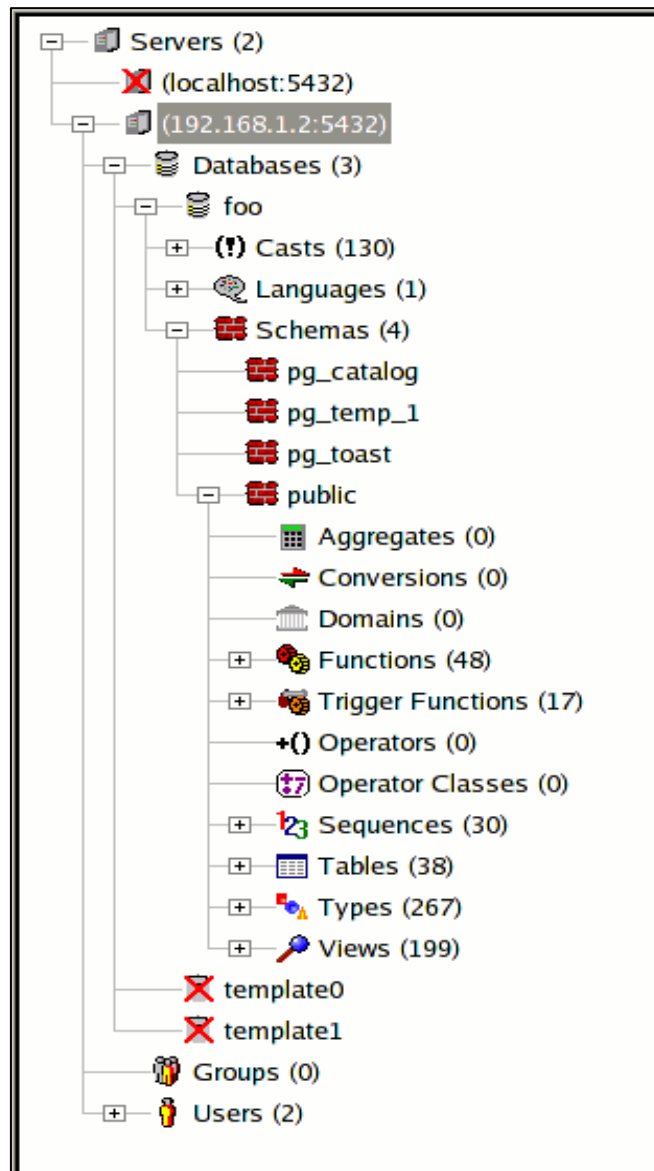 Servers (2)
(localhost:5432)
(192.168.1.2:5432)
Databases (3)
foo
Casts (130)
Languages (1)
Schemas (4)
pg_catalog
pg_temp_1
pg_toast
public
Aggregates (0)
Conversions (0)
Domains (0)
Functions (48)
Trigger Functions (17)
Operators (0)
Operator Classes (0)
Sequences (30)
Tables (38)
Types (267)
Views (199)
template0
template1
Groups (0)
Users (2)